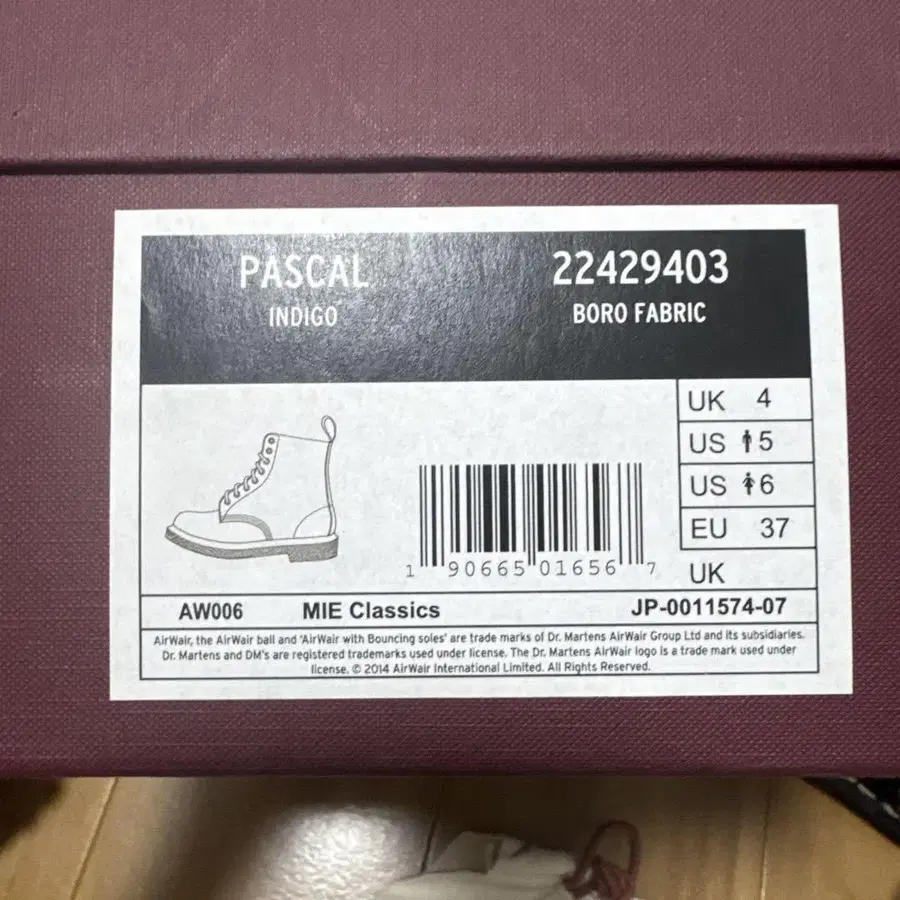 PASCAL
INDIGO
22429403
BORO FABRIC
UK 4
US 5
US 6
EU 37
UK
1 90665 01656 7
AW006 MIE Classics JP-0011574-07
AirWair, the AirWair ball and 'AirWair with Bouncing soles' are trade marks of Dr. Martens AirWair Group Ltd and its subsidiaries.
Dr. Martens and DM's are registered trademarks used under license. The Dr. Martens AirWair logo is a trade mark used under
license. © 2014 AirWair International Limited. All Rights Reserved.